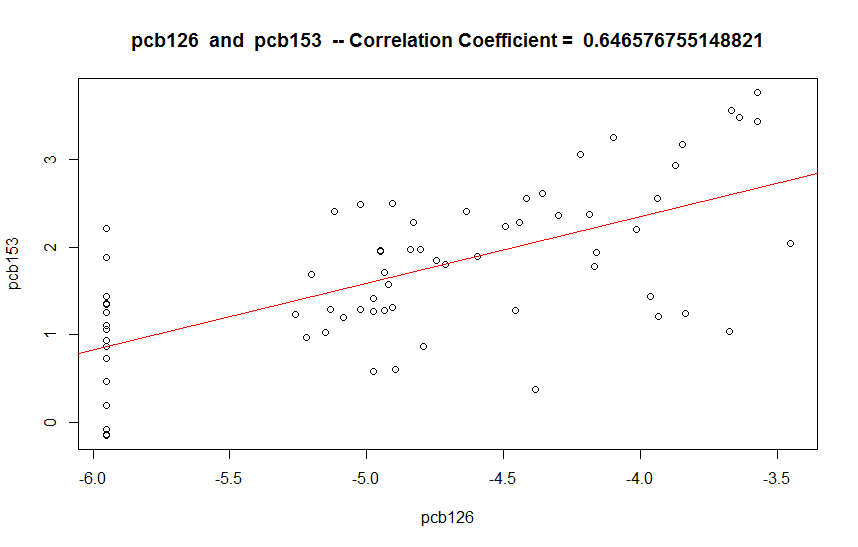 pcb126 and pcb153 -- Correlation Coefficient = 0.646576755148821
3
2
1
0
pcb153
-6.0 -5.5 -5.0 -4.5 -4.0 -3.5
pcb126